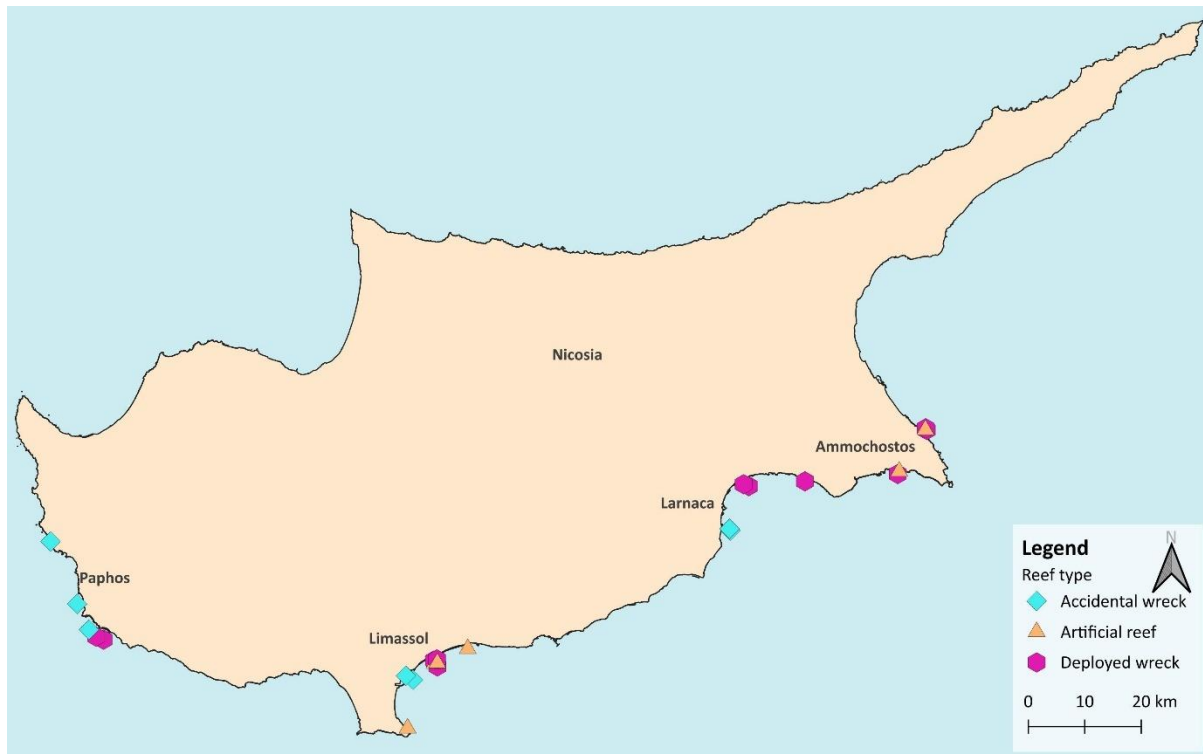 Nicosia
Ammochostos
Larnaca
Paphos
Limassol
Legend
N
Reef type
Accidental wreck
Artificial reef
Deployed wreck
0 10 20 km